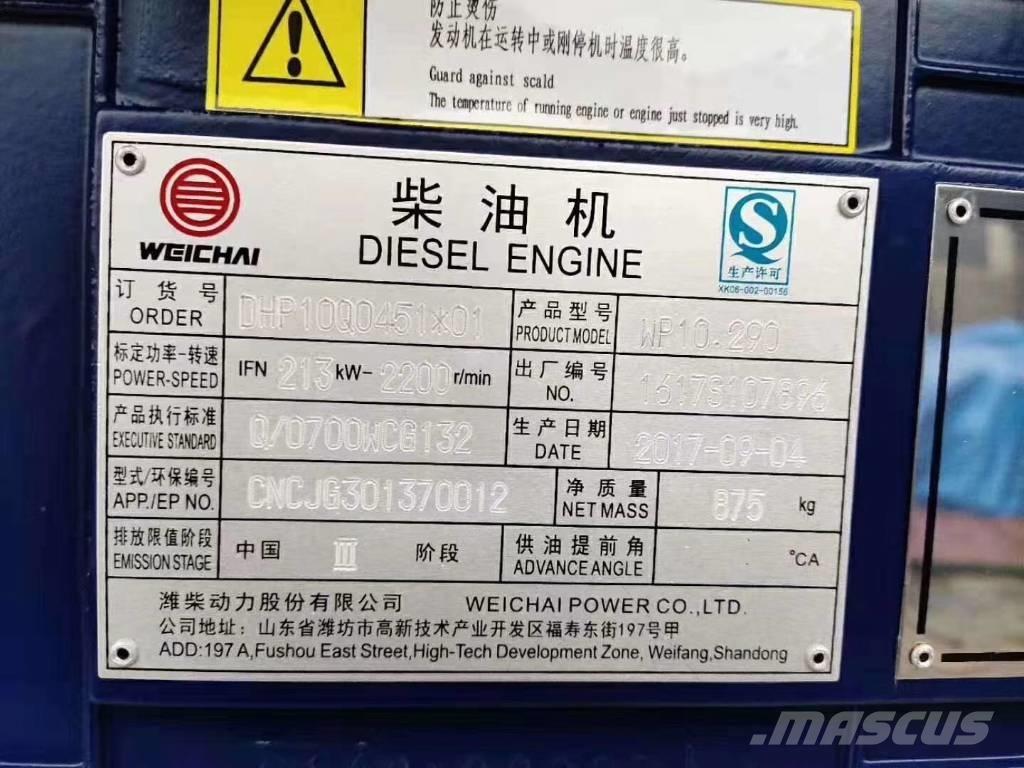 防止烫伤
发动机在运转中或刚停机时温度很高。
Guard against scald
The temperature of running engine or engine just stopped is very high.
WEICHAI
柴油机
DIESEL ENGINE
生产许可
XK06-002-00156
订货号 ORDER DHP10Q0451*01
产品型号 PRODUCT MODEL WP10.290
标定功率-转速 POWER-SPEED IFN 213 kW- 2200 r/min
出厂编号 NO. 1617S107896
产品执行标准 EXECUTIVE STANDARD Q/0700WCG132
生产日期 DATE 2017-09-04
型式/环保编号 APP./EP NO. CNCJG301370012
净质量 NET MASS 875 kg
排放限值阶段 EMISSION STAGE 中国 III 阶段
供油提前角 ADVANCE ANGLE °CA
潍柴动力股份有限公司 WEICHAI POWER CO.,LTD.
公司地址: 山东省潍坊市高新技术产业开发区福寿东街197号甲
ADD:197 A,Fushou East Street,High-Tech Development Zone, Weifang,Shandong
MASCUS